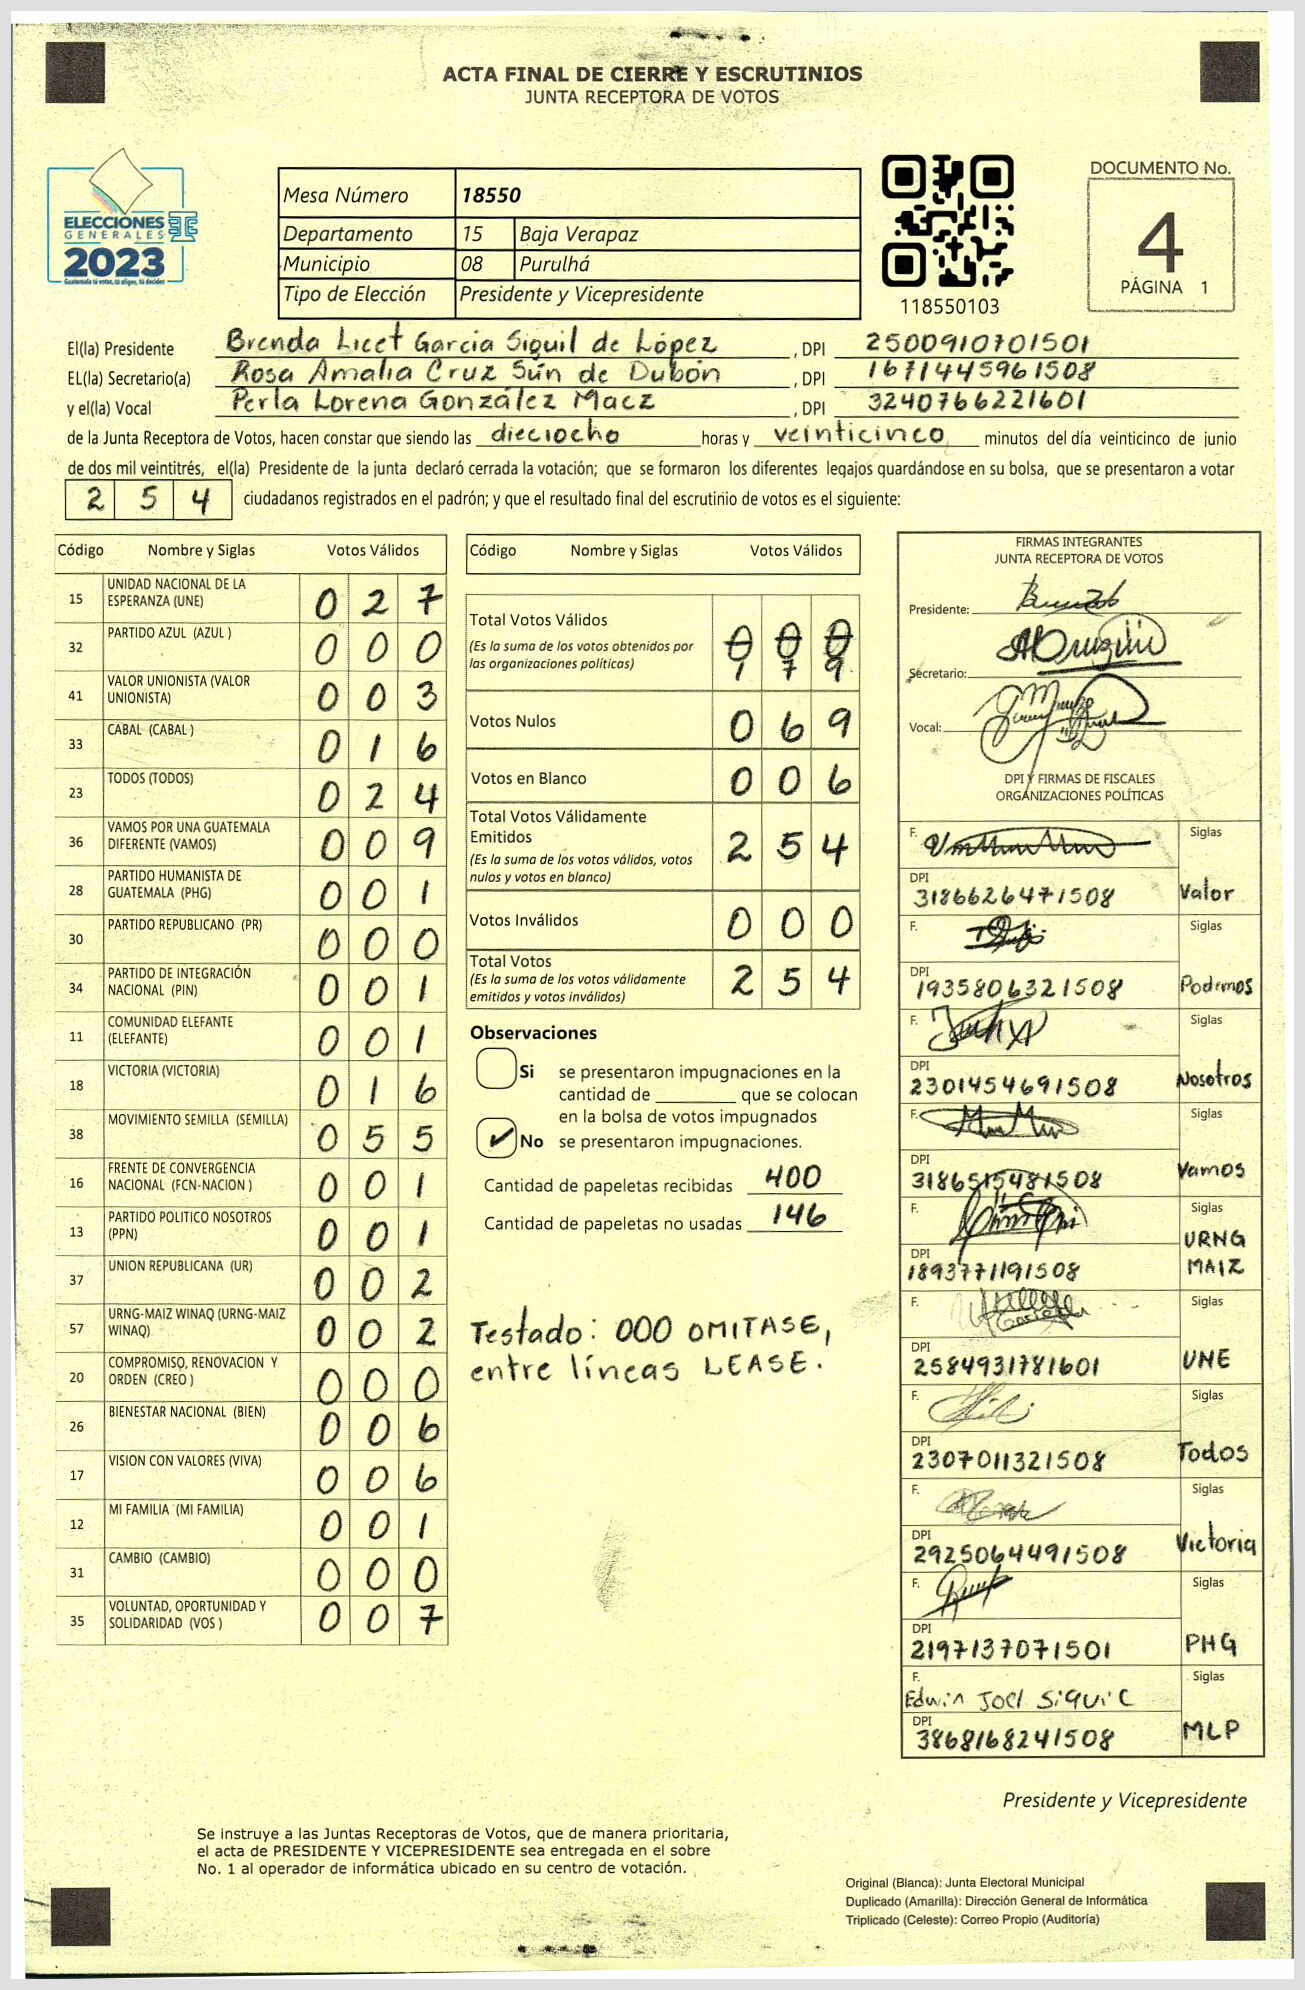 ACTA FINAL DE CIERRE Y ESCRUTINIOS
JUNTA RECEPTORA DE VOTOS
ELECCIONES
GENERALES
2023
Guatemala tú votas, tú eliges, tú decides
Mesa Número 18550
Departamento 15 Baja Verapaz
Municipio 08 Purulhá
Tipo de Elección Presidente y Vicepresidente
118550103
DOCUMENTO No.
4
PÁGINA 1
El(la) Presidente Brenda Licet Garcia Siquil de López , DPI 2500910701501
EL(la) Secretario(a) Rosa Amalia Cruz Sún de Dubón , DPI 1671445961508
y el(la) Vocal Perla Lorena González Macz , DPI 3240766221601
de la Junta Receptora de Votos, hacen constar que siendo las dieciocho horas y veinticinco minutos del día veinticinco de junio
de dos mil veintitrés, el(la) Presidente de la junta declaró cerrada la votación; que se formaron los diferentes legajos quardándose en su bolsa, que se presentaron a votar
2 5 4 ciudadanos registrados en el padrón; y que el resultado final del escrutinio de votos es el siguiente:
Código Nombre y Siglas Votos Válidos
15 UNIDAD NACIONAL DE LA ESPERANZA (UNE) 0 2 7
32 PARTIDO AZUL (AZUL ) 0 0 0
41 VALOR UNIONISTA (VALOR UNIONISTA) 0 0 3
33 CABAL (CABAL ) 0 1 6
23 TODOS (TODOS) 0 2 4
36 VAMOS POR UNA GUATEMALA DIFERENTE (VAMOS) 0 0 9
28 PARTIDO HUMANISTA DE GUATEMALA (PHG) 0 0 1
30 PARTIDO REPUBLICANO (PR) 0 0 0
34 PARTIDO DE INTEGRACIÓN NACIONAL (PIN) 0 0 1
11 COMUNIDAD ELEFANTE (ELEFANTE) 0 0 1
18 VICTORIA (VICTORIA) 0 1 6
38 MOVIMIENTO SEMILLA (SEMILLA) 0 5 5
16 FRENTE DE CONVERGENCIA NACIONAL (FCN-NACION ) 0 0 1
13 PARTIDO POLITICO NOSOTROS (PPN) 0 0 1
37 UNION REPUBLICANA (UR) 0 0 2
57 URNG-MAIZ WINAQ (URNG-MAIZ WINAQ) 0 0 2
20 COMPROMISO, RENOVACION Y ORDEN (CREO ) 0 0 0
26 BIENESTAR NACIONAL (BIEN) 0 0 6
17 VISION CON VALORES (VIVA) 0 0 6
12 MI FAMILIA (MI FAMILIA) 0 0 1
31 CAMBIO (CAMBIO) 0 0 0
35 VOLUNTAD, OPORTUNIDAD Y SOLIDARIDAD (VOS ) 0 0 7
Código Nombre y Siglas Votos Válidos
Total Votos Válidos 0 0 0
(Es la suma de los votos obtenidos por
las organizaciones políticas) 1 7 9
Votos Nulos 0 6 9
Votos en Blanco 0 0 6
Total Votos Válidamente
Emitidos 2 5 4
(Es la suma de los votos válidos, votos
nulos y votos en blanco)
Votos Inválidos 0 0 0
Total Votos
(Es la suma de los votos válidamente 2 5 4
emitidos y votos inválidos)
Observaciones
Si se presentaron impugnaciones en la
cantidad de ________ que se colocan
en la bolsa de votos impugnados
✓ No se presentaron impugnaciones.
Cantidad de papeletas recibidas 400
Cantidad de papeletas no usadas 146
Testado: 000 OMITASE,
entre líneas LEASE.
FIRMAS INTEGRANTES
JUNTA RECEPTORA DE VOTOS
Presidente:
Secretario:
Vocal:
DPI Y FIRMAS DE FISCALES
ORGANIZACIONES POLÍTICAS
F. Siglas
DPI
3186626471508 Valor
F. Siglas
DPI
1935806321508 Podemos
F. Siglas
DPI
2301454691508 Nosotros
F. Siglas
DPI
3186515481508 Vamos
F. Siglas
URNG
DPI
1893771191508 MAIZ
F. Siglas
DPI
2584931781601 UNE
F. Siglas
DPI
2307011321508 Todos
F. Siglas
DPI
2925064491508 Victoria
F. Siglas
DPI
2197137071501 PHG
F. Siglas
Edwin Joel Siquic
DPI
3868168241508 MLP
Presidente y Vicepresidente
Se instruye a las Juntas Receptoras de Votos, que de manera prioritaria,
el acta de PRESIDENTE Y VICEPRESIDENTE sea entregada en el sobre
No. 1 al operador de informática ubicado en su centro de votación.
Original (Blanca): Junta Electoral Municipal
Duplicado (Amarilla): Dirección General de Informática
Triplicado (Celeste): Correo Propio (Auditoría)